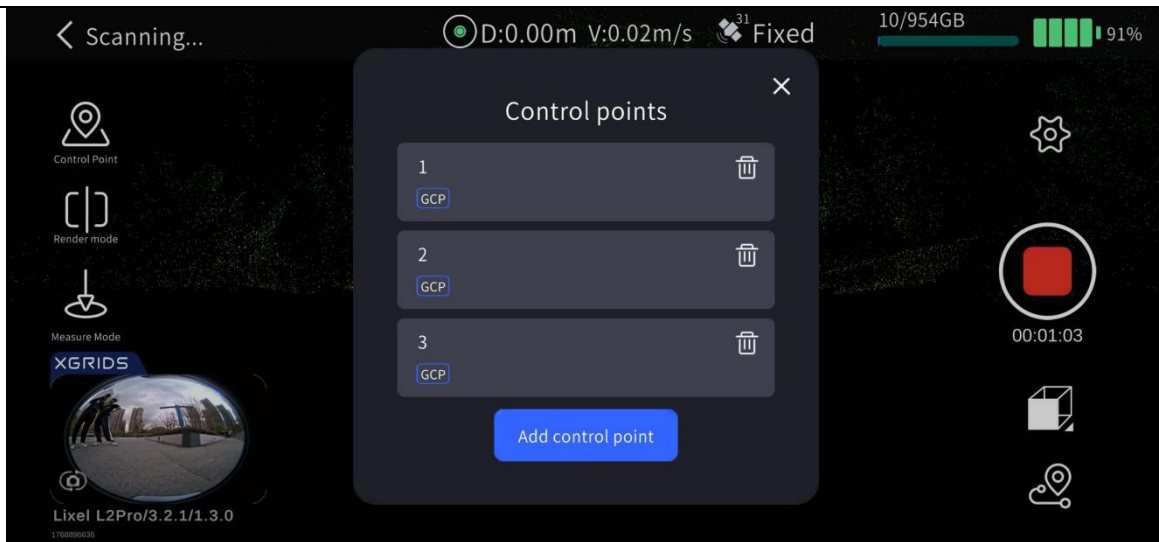 Scanning...
D:0.00m V:0.02m/s
31
Fixed
10/954GB
91%
Control Point
Render mode
Measure Mode
XGRIDS
Lixel L2Pro/3.2.1/1.3.0
1768896636
Control points
1
GCP
2
GCP
3
GCP
Add control point
00:01:03